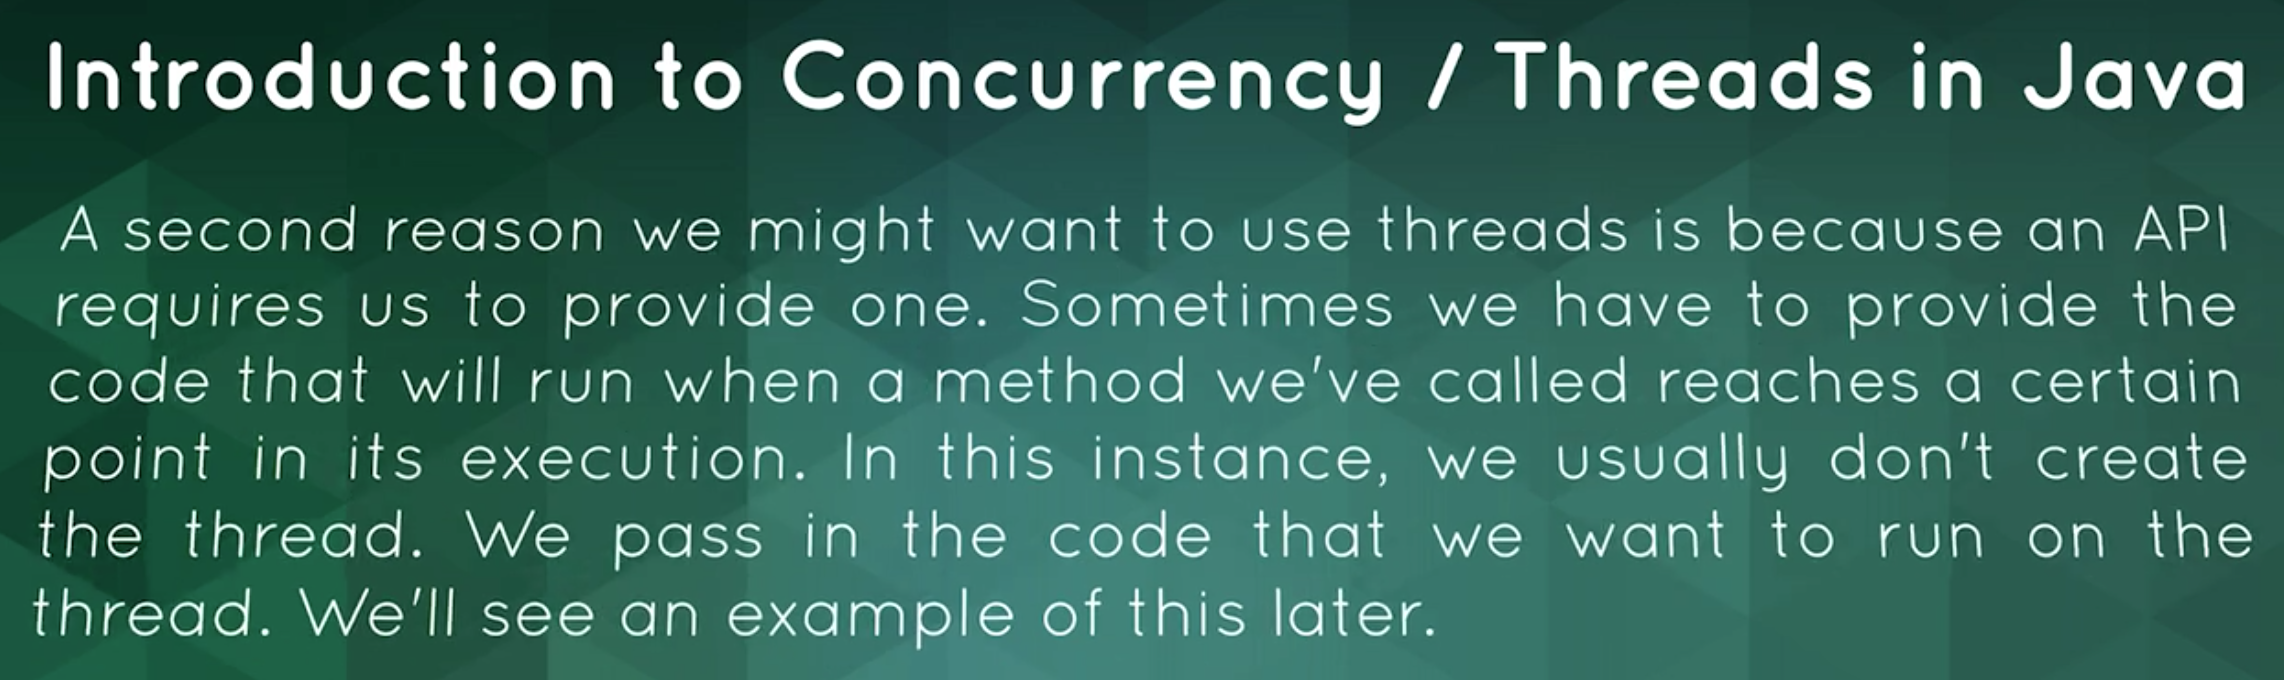 Introduction to Concurrency / Threads in Java
A second reason we might want to use threads is because an API
requires us to provide one. Sometimes we have to provide the
code that will run when a method we've called reaches a certain
point in its execution. In this instance, we usually don't create
the thread. We pass in the code that we want to run on the
thread. We'll see an example of this later.